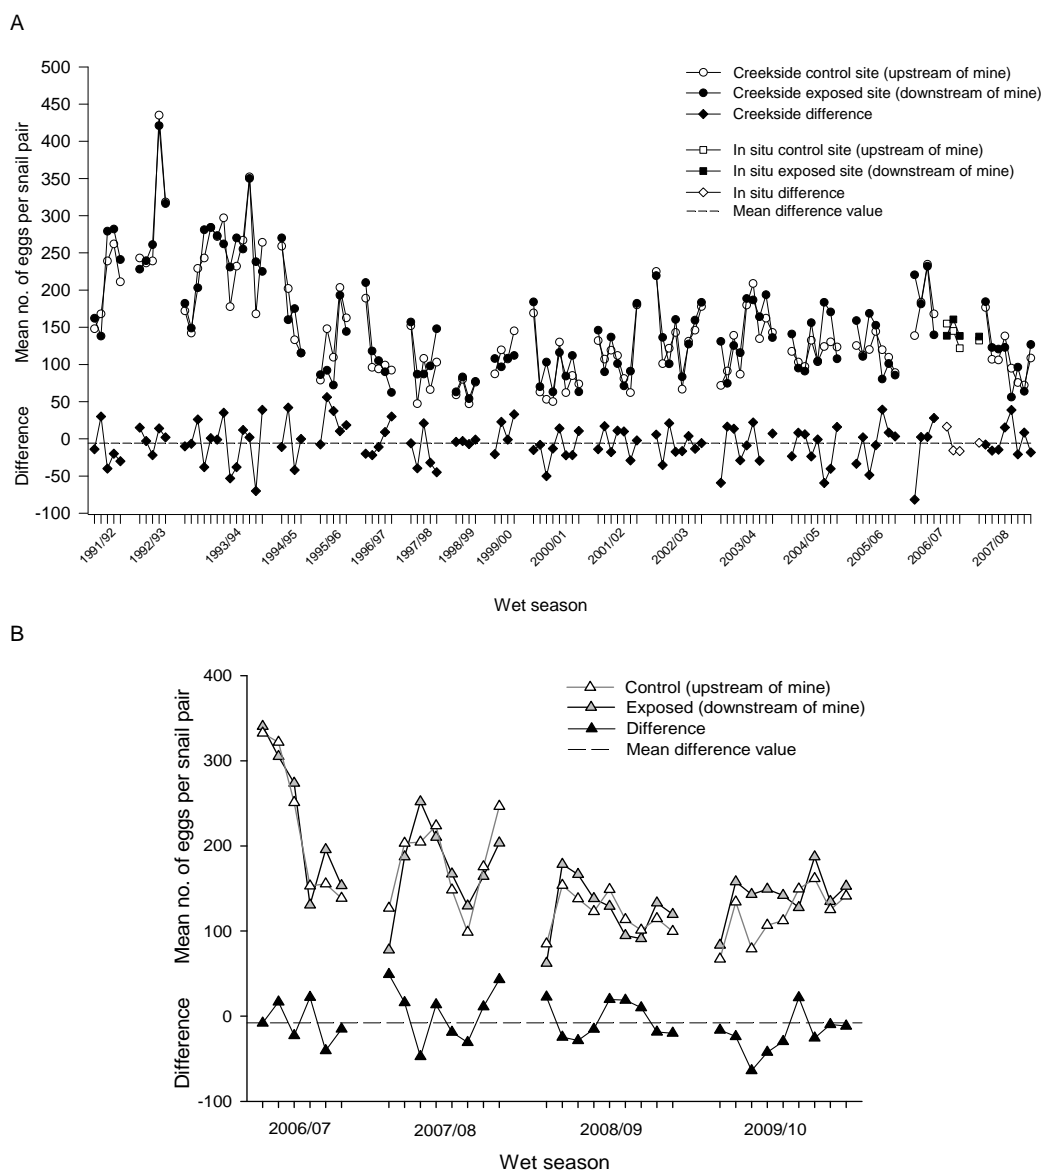 A
Mean no. of eggs per snail pair
Difference
500
450
400
350
300
250
200
150
100
50
0
-50
-100
Creekside control site (upstream of mine)
Creekside exposed site (downstream of mine)
Creekside difference
In situ control site (upstream of mine)
In situ exposed site (downstream of mine)
In situ difference
Mean difference value
1991/92
1992/93
1993/94
1994/95
1995/96
1996/97
1997/98
1998/99
1999/00
2000/01
2001/02
2002/03
2003/04
2004/05
2005/06
2006/07
2007/08
Wet season
B
Mean no. of eggs per snail pair
Difference
400
300
200
100
0
-100
Control (upstream of mine)
Exposed (downstream of mine)
Difference
Mean difference value
2006/07
2007/08
2008/09
2009/10
Wet season